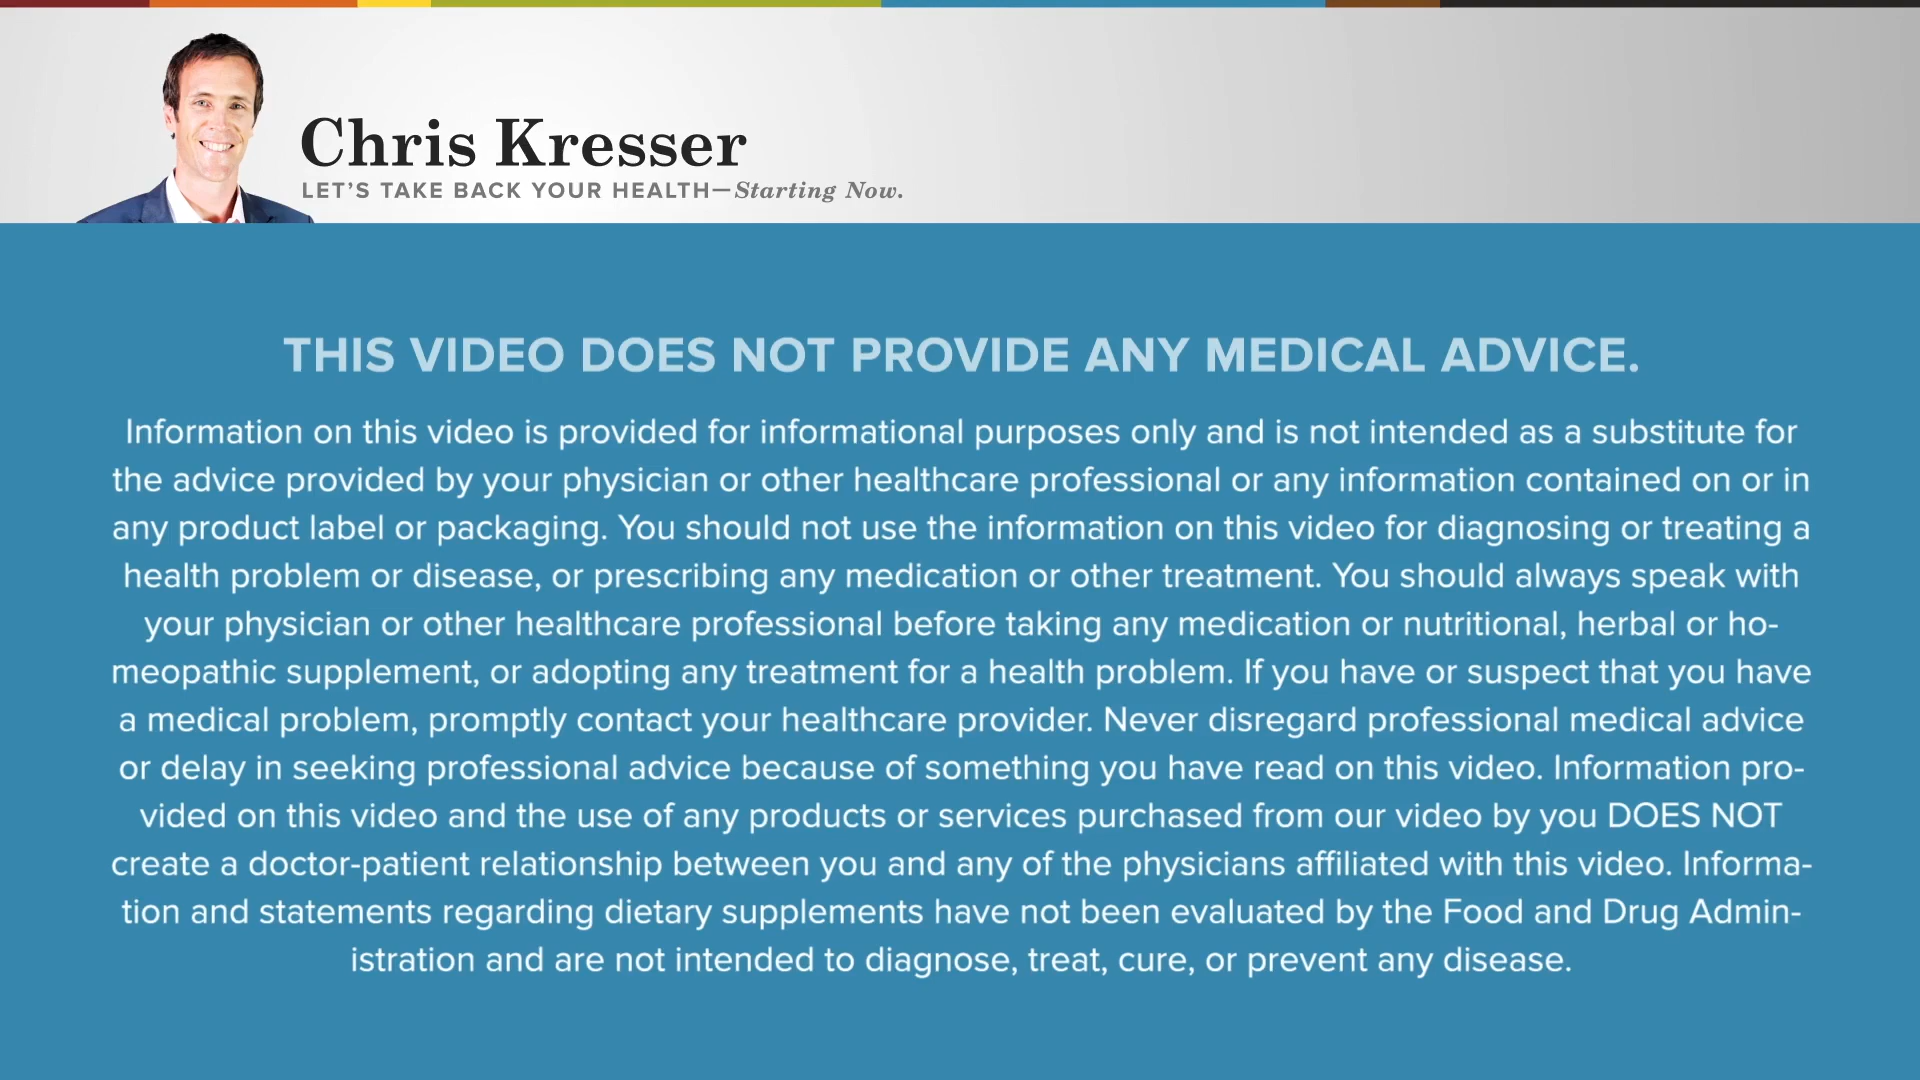 Chris Kresser
LET'S TAKE BACK YOUR HEALTH—Starting Now.
THIS VIDEO DOES NOT PROVIDE ANY MEDICAL ADVICE.
Information on this video is provided for informational purposes only and is not intended as a substitute for
the advice provided by your physician or other healthcare professional or any information contained on or in
any product label or packaging. You should not use the information on this video for diagnosing or treating a
health problem or disease, or prescribing any medication or other treatment. You should always speak with
your physician or other healthcare professional before taking any medication or nutritional, herbal or ho-
meopathic supplement, or adopting any treatment for a health problem. If you have or suspect that you have
a medical problem, promptly contact your healthcare provider. Never disregard professional medical advice
or delay in seeking professional advice because of something you have read on this video. Information pro-
vided on this video and the use of any products or services purchased from our video by you DOES NOT
create a doctor-patient relationship between you and any of the physicians affiliated with this video. Informa-
tion and statements regarding dietary supplements have not been evaluated by the Food and Drug Admin-
istration and are not intended to diagnose, treat, cure, or prevent any disease.